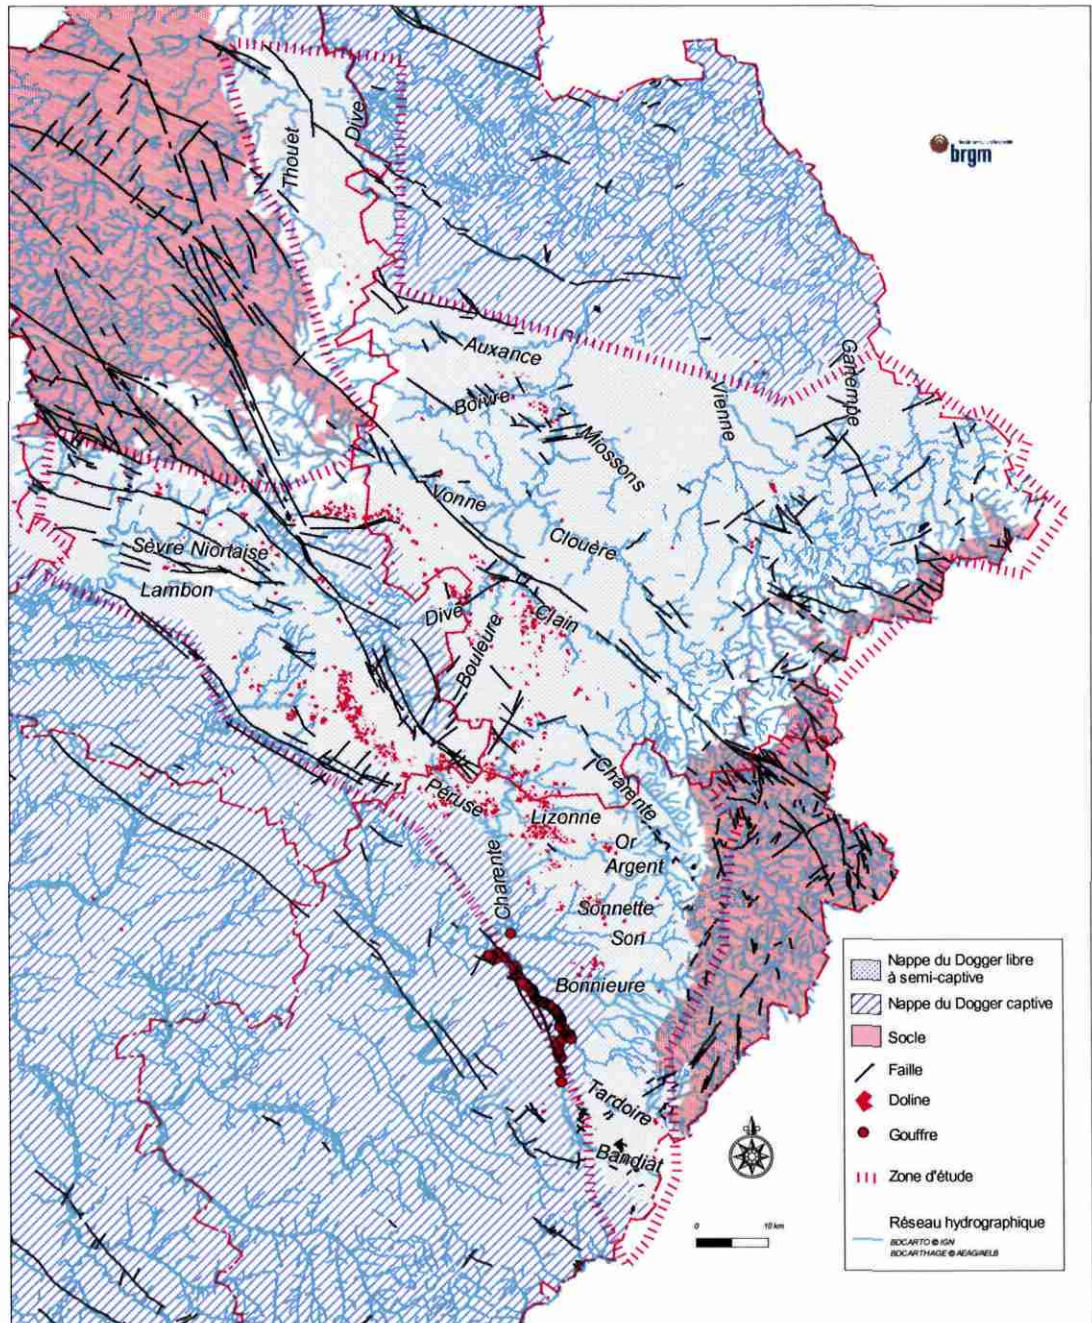 brgm
Thouet
Dive
Auxance
Boivre
Miossons
Vienne
Gartempe
Vonne
Clouère
Sèvre Niortaise
Lambon
Dive
Bouleure
Clain
Charente
Péruse
Lizonne
Or
Argent
Charente
Sonnette
Son
Bonnieure
Tardoire
Bandiat
0 10 km
Nappe du Dogger libre
à semi-captive
Nappe du Dogger captive
Socle
Faille
Doline
Gouffre
Zone d'étude
Réseau hydrographique
BDCARTO © IGN
BDCARTHAGE © AEAG/AELB